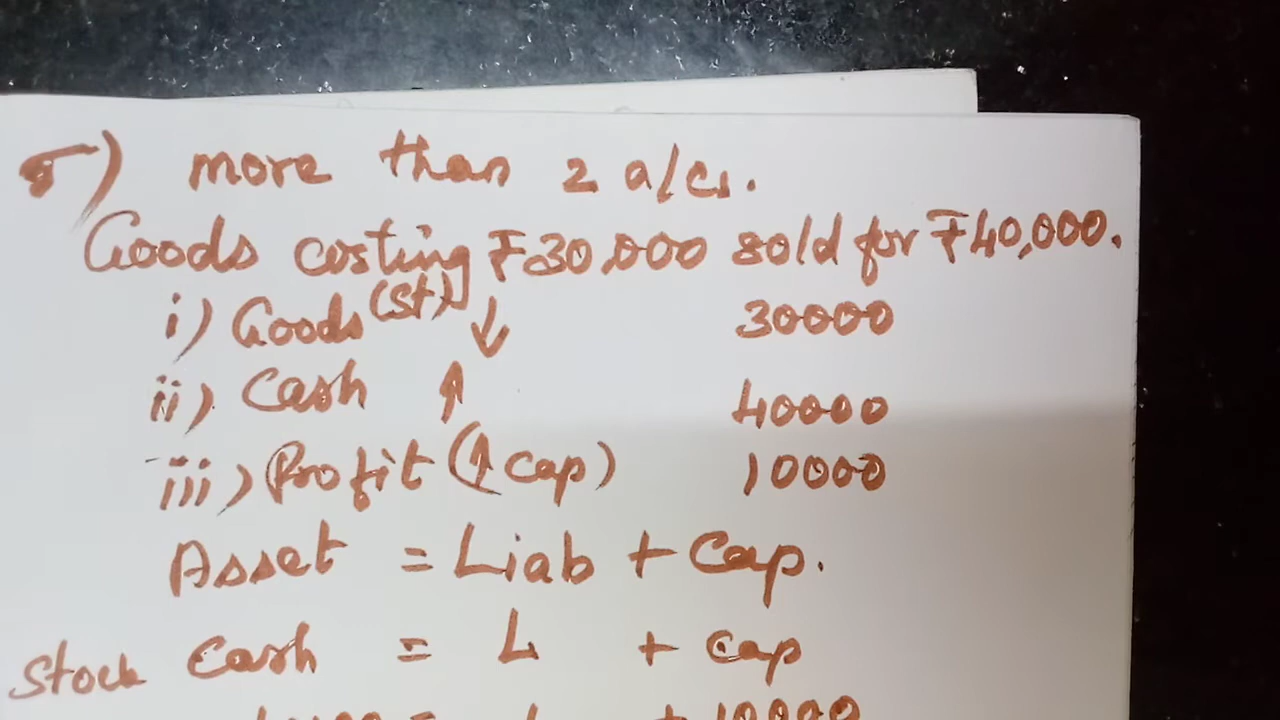 5) more than 2 a/cs.
Goods costing ₹30,000 sold for ₹40,000.
i) Goods (St) ↓ 30000
ii) Cash ↑ 40000
iii) Profit (↑ Cap) 10000
Asset = Liab + Cap.
Stock Cash = L + Cap
= + 10000